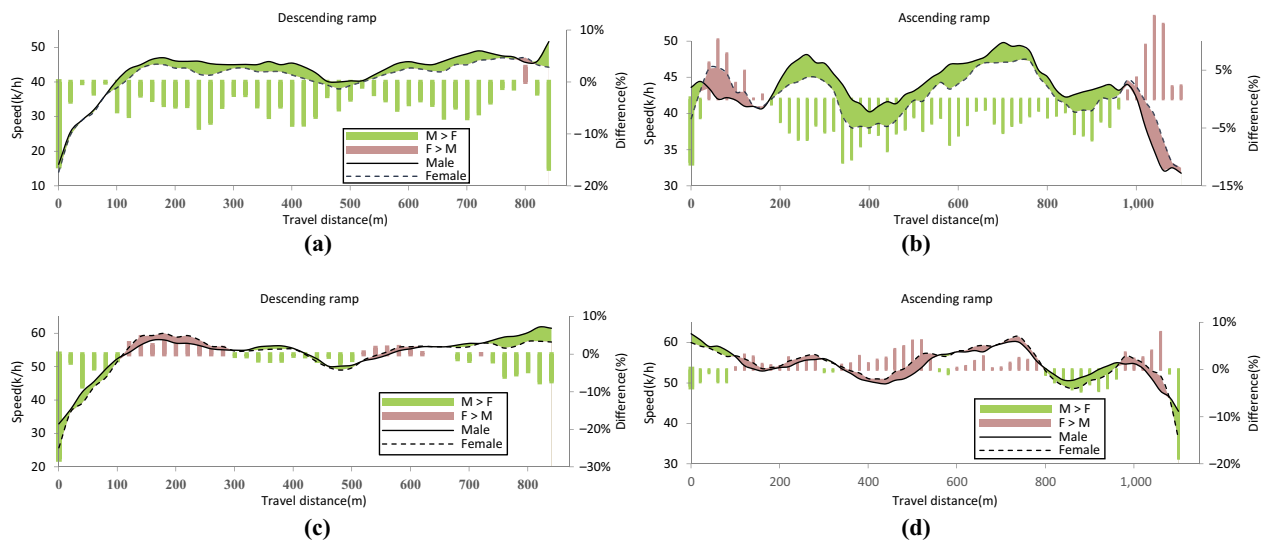 Descending ramp
10%
0%
−10%
−20%
Difference(%)
50
40
30
20
10
Speed(k/h)
M > F
F > M
Male
Female
0 100 200 300 400 500 600 700 800
Travel distance(m)
(a)
Ascending ramp
50
45
40
35
30
Speed(k/h)
5%
0%
−5%
−15%
Difference(%)
0 200 400 600 800 1,000
Travel distance(m)
(b)
Descending ramp
60
50
40
30
20
Speed(k/h)
10%
0%
−10%
−20%
−30%
Difference(%)
M > F
F > M
Male
Female
0 100 200 300 400 500 600 700 800
Travel distance(m)
(c)
Ascending ramp
60
50
40
30
Speed(k/h)
10%
0%
−10%
−20%
Difference(%)
M > F
F > M
Male
Female
0 200 400 600 800 1,000
Travel distance(m)
(d)